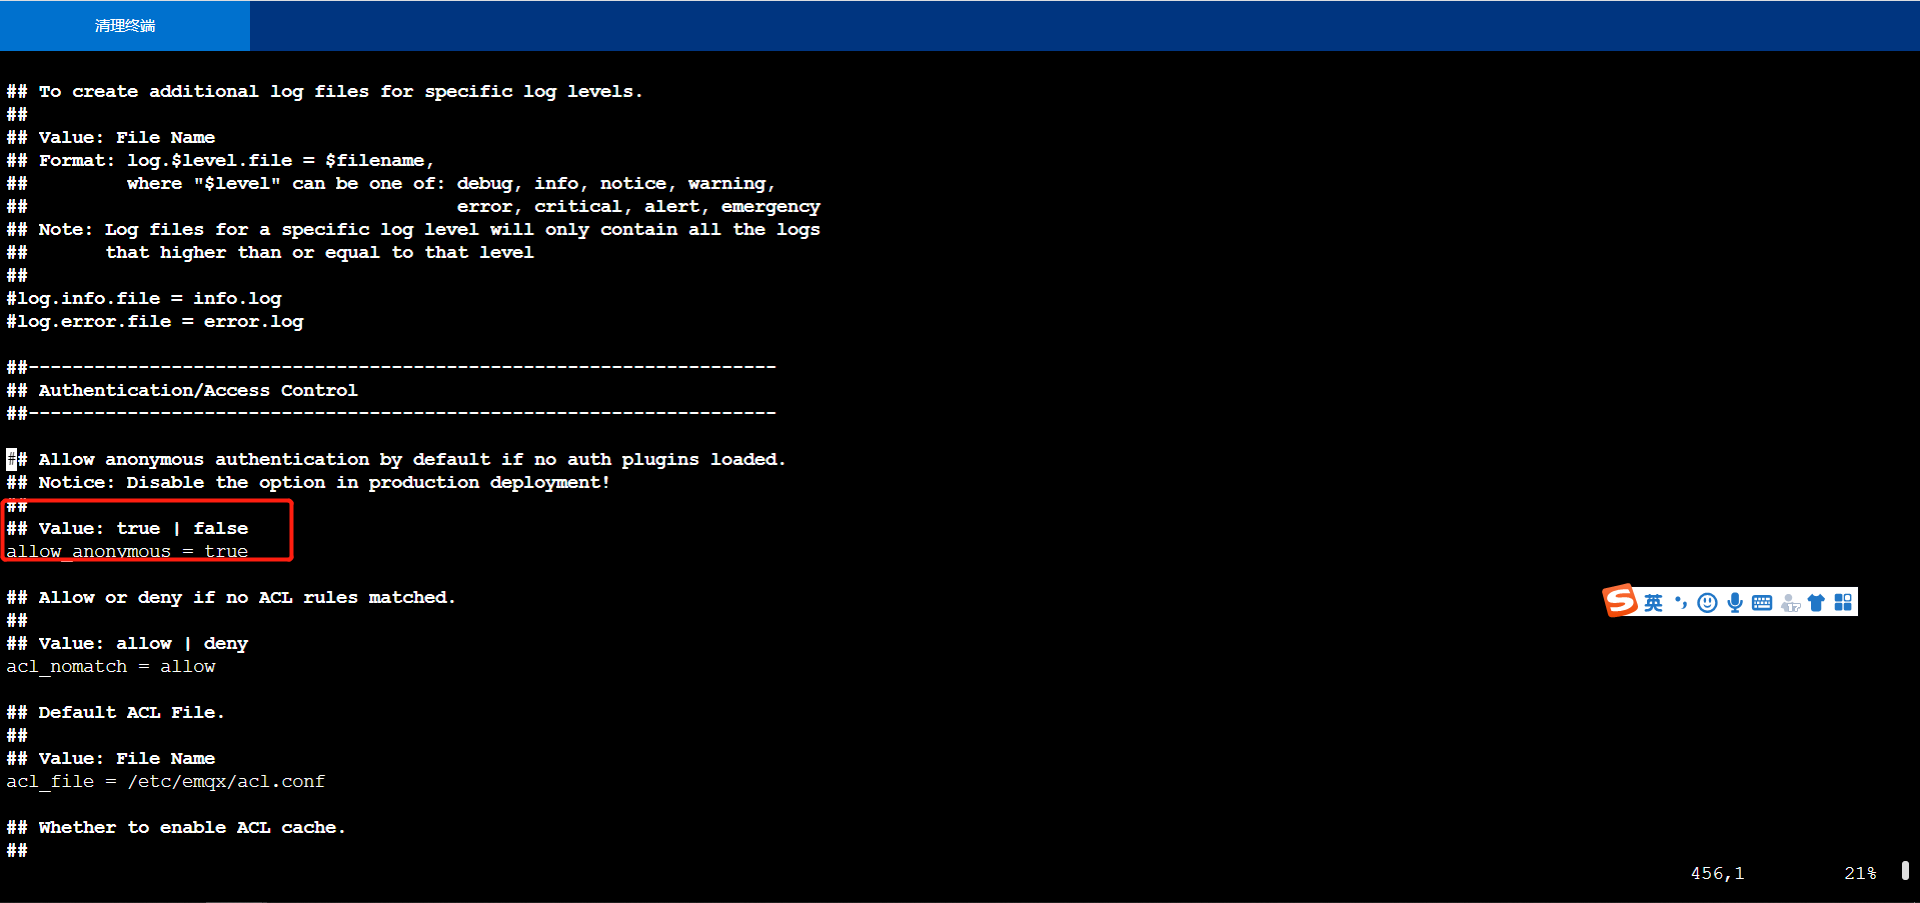 清理终端
## To create additional log files for specific log levels.
##
## Value: File Name
## Format: log.$level.file = $filename,
##         where "$level" can be one of: debug, info, notice, warning,
##                                       error, critical, alert, emergency
## Note: Log files for a specific log level will only contain all the logs
##       that higher than or equal to that level
##
#log.info.file = info.log
#log.error.file = error.log
##--------------------------------------------------------------------
## Authentication/Access Control
##--------------------------------------------------------------------
## Allow anonymous authentication by default if no auth plugins loaded.
## Notice: Disable the option in production deployment!
##
## Value: true | false
allow_anonymous = true
## Allow or deny if no ACL rules matched.
##
## Value: allow | deny
acl_nomatch = allow
## Default ACL File.
##
## Value: File Name
acl_file = /etc/emqx/acl.conf
## Whether to enable ACL cache.
##
S 英
456,1 21%